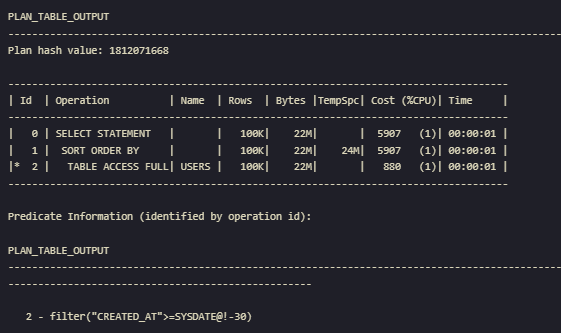 PLAN_TABLE_OUTPUT
--------------------------------------------------------------------------------------------
Plan hash value: 1812071668
------------------------------------------------------------------------------------
| Id  | Operation          | Name  | Rows  | Bytes |TempSpc| Cost (%CPU)| Time     |
------------------------------------------------------------------------------------
|   0 | SELECT STATEMENT   |       |   100K|    22M|       |  5907   (1)| 00:00:01 |
|   1 |  SORT ORDER BY     |       |   100K|    22M|    24M|  5907   (1)| 00:00:01 |
|*  2 |   TABLE ACCESS FULL| USERS |   100K|    22M|       |   880   (1)| 00:00:01 |
------------------------------------------------------------------------------------
Predicate Information (identified by operation id):
PLAN_TABLE_OUTPUT
--------------------------------------------------------------------------------------------
---------------------------------------------------
2 - filter("CREATED_AT">=SYSDATE@!-30)